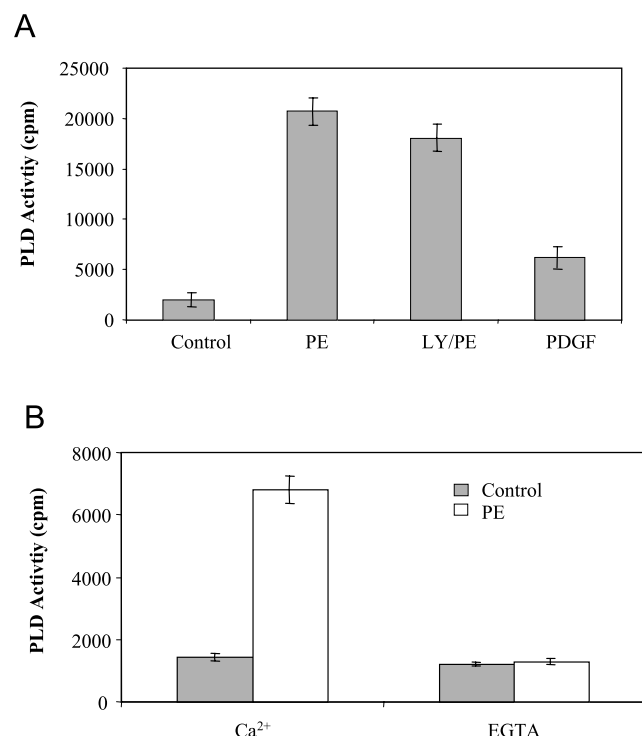 A
PLD Activtiy (cpm)
25000
20000
15000
10000
5000
0
Control PE LY/PE PDGF
B
PLD Activtiy (cpm)
8000
6000
4000
2000
0
Control
PE
Ca²⁺ EGTA